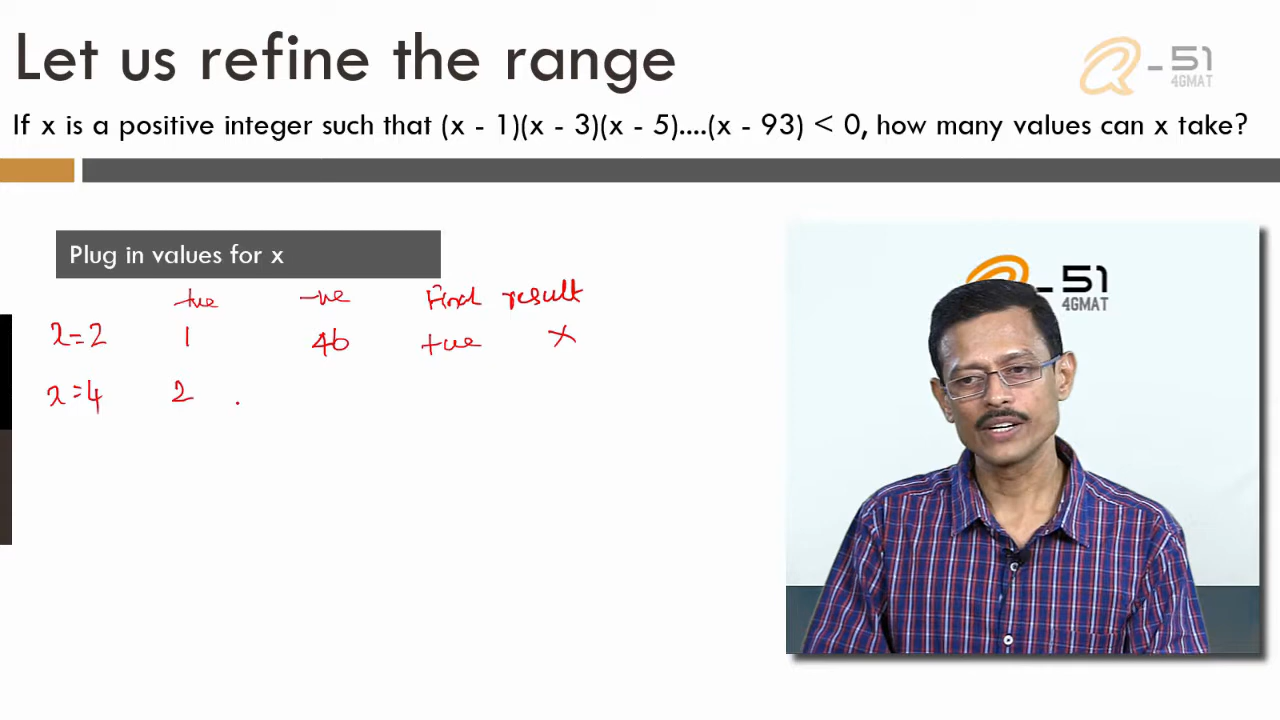 Let us refine the range
Q-51
4GMAT
If x is a positive integer such that (x - 1)(x - 3)(x - 5)....(x - 93) < 0, how many values can x take?
Plug in values for x
+ve -ve Final result
x=2 1 46 +ve ×
x=4 2
Q-51
4GMAT